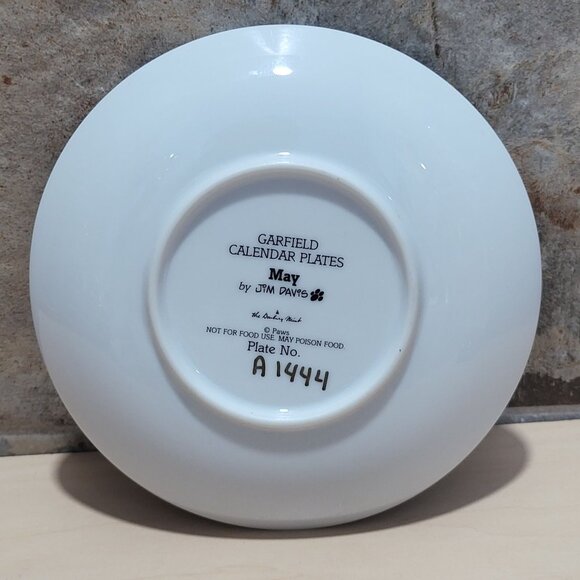 GARFIELD
CALENDAR PLATES
May
by JiM DAViS
the Danbury Mint
© Paws
NOT FOR FOOD USE. MAY POISON FOOD.
Plate No.
A 1444